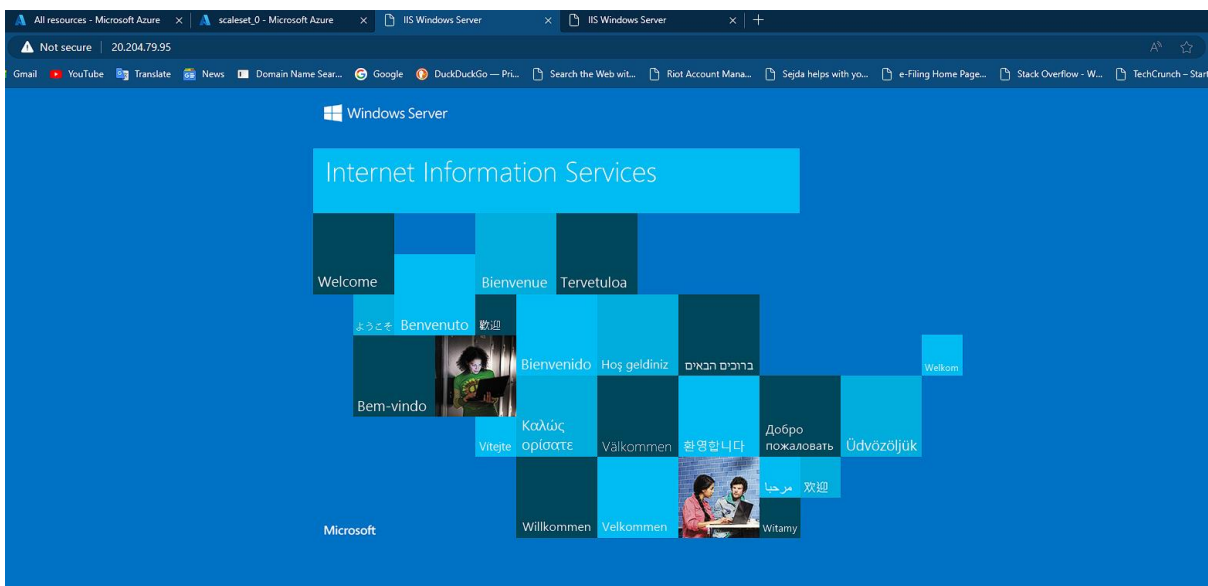 All resources - Microsoft Azure
scaleset_0 - Microsoft Azure
IIS Windows Server
IIS Windows Server
Not secure
20.204.79.95
Gmail
YouTube
Translate
News
Domain Name Sear...
Google
DuckDuckGo — Pri...
Search the Web wit...
Riot Account Mana...
Sejda helps with yo...
e-Filing Home Page...
Stack Overflow - W...
TechCrunch – Start
Windows Server
Internet Information Services
Welcome
Bienvenue
Tervetuloa
ようこそ
Benvenuto
歡迎
Bienvenido
Hoş geldiniz
ברוכים הבאים
Welkom
Bem-vindo
Vítejte
Καλώς
ορίσατε
Välkommen
환영합니다
Добро
пожаловать
Üdvözöljük
مرحبا
欢迎
Willkommen
Velkommen
Witamy
Microsoft